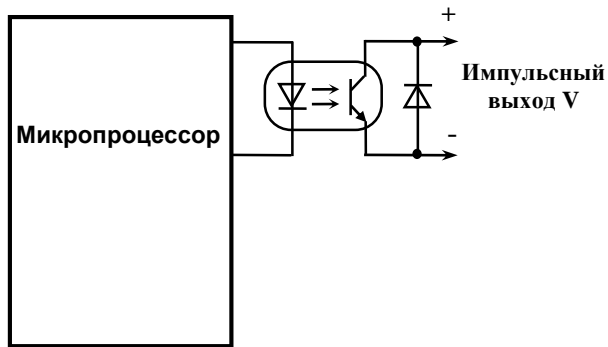 +
Импульсный
выход V
Микропроцессор
-